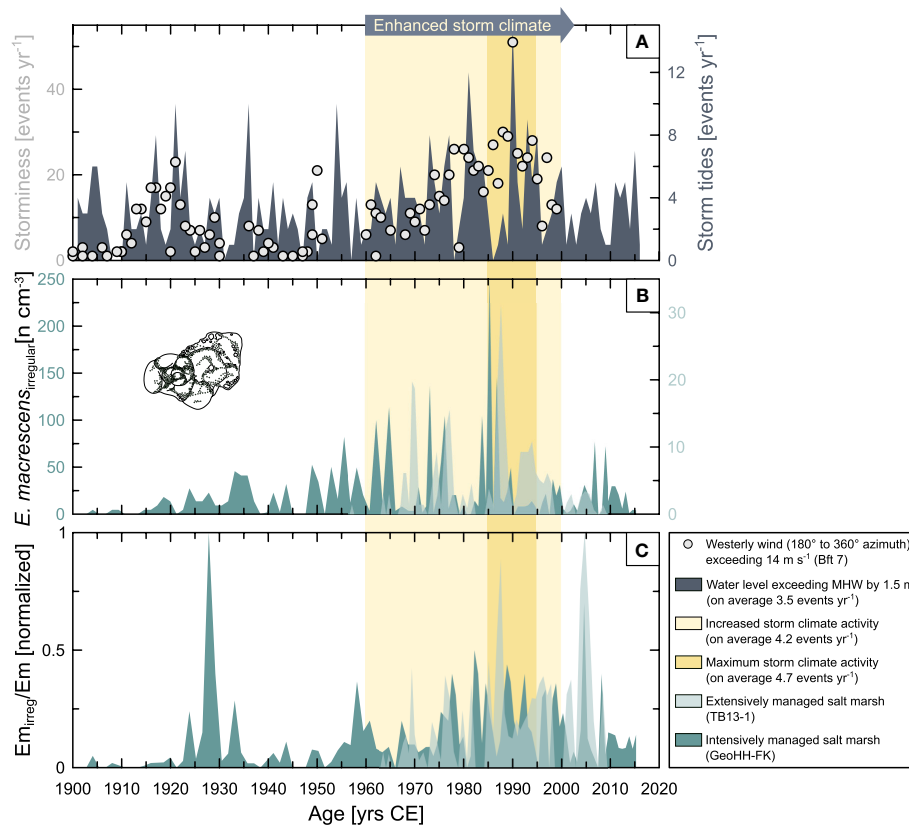 Enhanced storm climate
A
Storminess [events yr-1]
40
20
0
12
8
4
0
Storm tides [events yr-1]
B
E. macrescens irregular [n cm-3]
250
200
150
100
50
0
30
20
10
0
C
Em irreg/Em [normalized]
1
0.5
0
1900 1910 1920 1930 1940 1950 1960 1970 1980 1990 2000 2010 2020
Age [yrs CE]
Westerly wind (180° to 360° azimuth)
exceeding 14 m s-1 (Bft 7)
Water level exceeding MHW by 1.5 m
(on average 3.5 events yr-1)
Increased storm climate activity
(on average 4.2 events yr-1)
Maximum storm climate activity
(on average 4.7 events yr-1)
Extensively managed salt marsh
(TB13-1)
Intensively managed salt marsh
(GeoHH-FK)